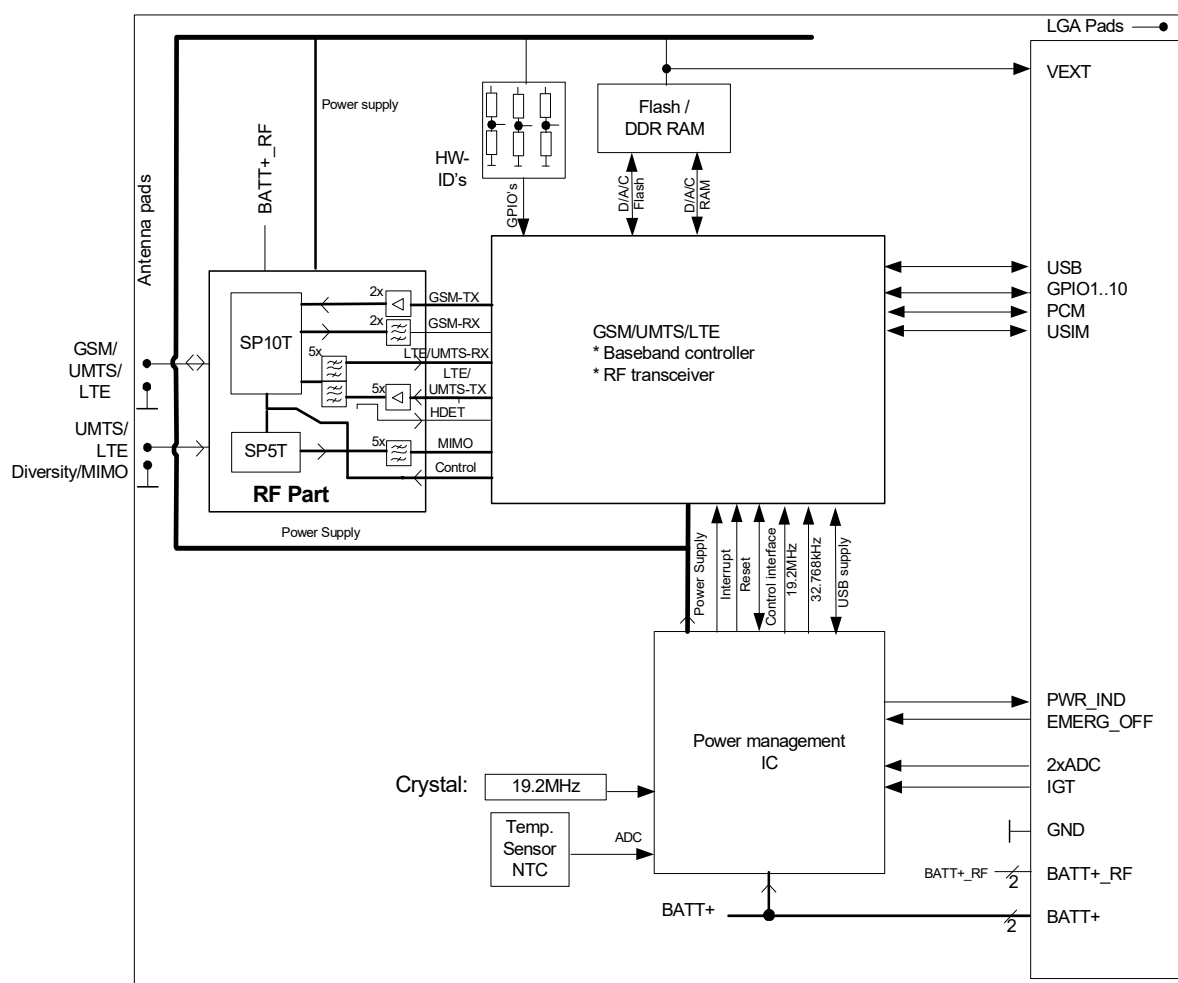 LGA Pads
VEXT
Power supply
Flash /
DDR RAM
BATT+_RF
HW-
ID's
Antenna pads
GPIO's
D/A/C
Flash
D/A/C
RAM
USB
GPIO1..10
PCM
USIM
2x
GSM-TX
2x
GSM-RX
SP10T
5x
LTE/UMTS-RX
LTE/
5x
UMTS-TX
HDET
GSM/UMTS/LTE
* Baseband controller
* RF transceiver
GSM/
UMTS/
LTE
UMTS/
LTE
Diversity/MIMO
SP5T
5x
MIMO
Control
RF Part
Power Supply
Power Supply
Interrupt
Reset
Control interface
19.2MHz
32.768kHz
USB supply
PWR_IND
EMERG_OFF
Power management
IC
2xADC
IGT
Crystal:
19.2MHz
Temp.
Sensor
NTC
ADC
GND
BATT+_RF
2
BATT+_RF
BATT+
2
BATT+